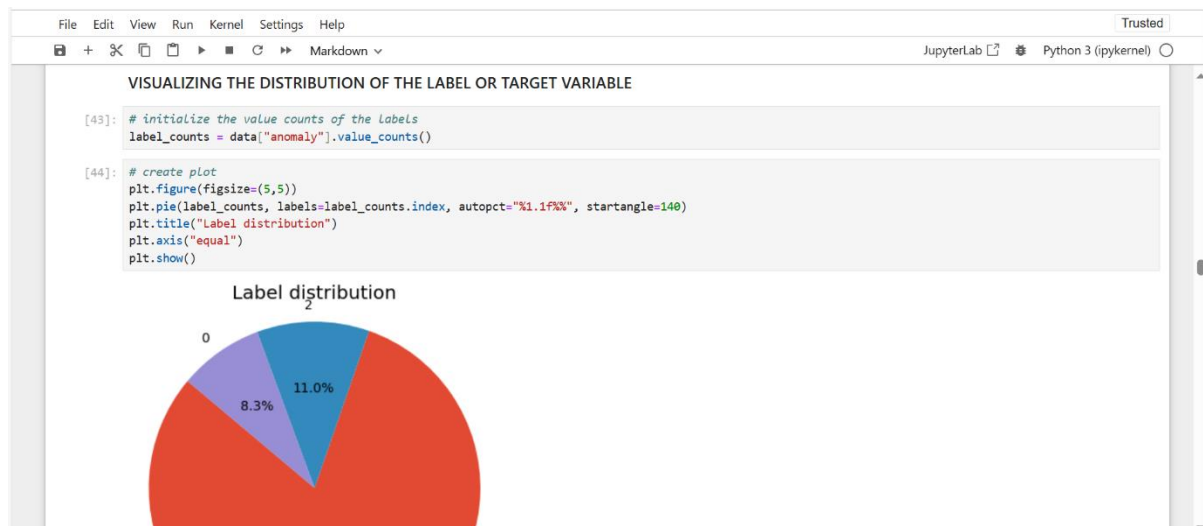 File Edit View Run Kernel Settings Help Trusted
Markdown JupyterLab Python 3 (ipykernel)
VISUALIZING THE DISTRIBUTION OF THE LABEL OR TARGET VARIABLE
[43]: # initialize the value counts of the labels
label_counts = data["anomaly"].value_counts()
[44]: # create plot
plt.figure(figsize=(5,5))
plt.pie(label_counts, labels=label_counts.index, autopct="%1.1f%%", startangle=140)
plt.title("Label distribution")
plt.axis("equal")
plt.show()
Label distribution
2
0
11.0%
8.3%